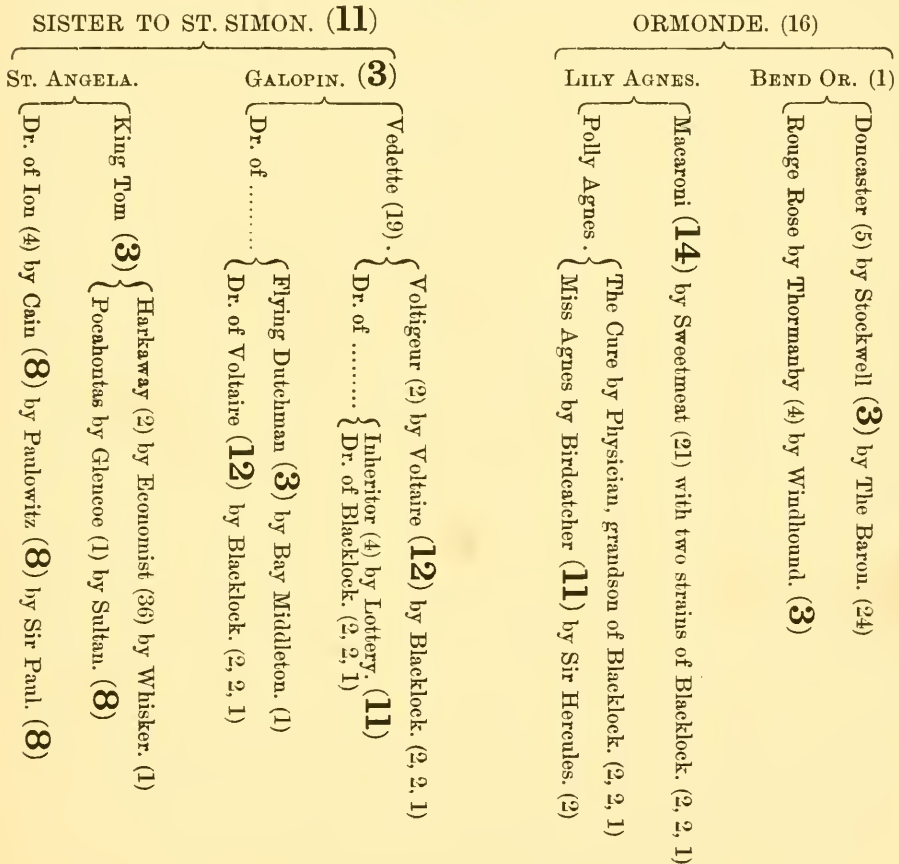 SISTER TO ST. SIMON. (11)
ST. ANGELA.
GALOPIN. (3)
Dr. of Ion (4) by Cain (8) by Paulowitz (8) by Sir Paul. (8)
King Tom (3)
Pocahontas by Glencoe (1) by Sultan. (8)
Harkaway (2) by Economist (36) by Whisker. (1)
Dr. of .........
Dr. of Voltaire (12) by Blacklock. (2, 2, 1)
Flying Dutchman (3) by Bay Middleton. (1)
Vedette (19) .
Dr. of .........
Dr. of Blacklock. (2, 2, 1)
Inheritor (4) by Lottery. (11)
Voltigeur (2) by Voltaire (12) by Blacklock. (2, 2, 1)
ORMONDE. (16)
LILY AGNES.
BEND OR. (1)
Polly Agnes .
Miss Agnes by Birdcatcher (11) by Sir Hercules. (2)
The Cure by Physician, grandson of Blacklock. (2, 2, 1)
Macaroni (14) by Sweetmeat (21) with two strains of Blacklock. (2, 2, 1)
Rouge Rose by Thormanby (4) by Windhound. (3)
Doncaster (5) by Stockwell (3) by The Baron. (24)